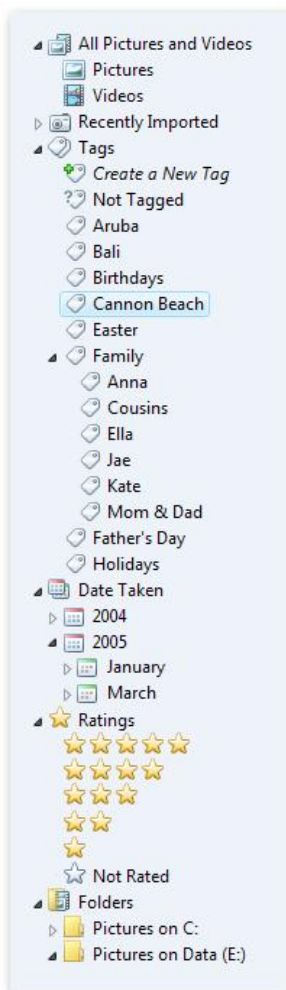 All Pictures and Videos
Pictures
Videos
Recently Imported
Tags
Create a New Tag
Not Tagged
Aruba
Bali
Birthdays
Cannon Beach
Easter
Family
Anna
Cousins
Ella
Jae
Kate
Mom & Dad
Father's Day
Holidays
Date Taken
2004
2005
January
March
Ratings
Not Rated
Folders
Pictures on C:
Pictures on Data (E:)